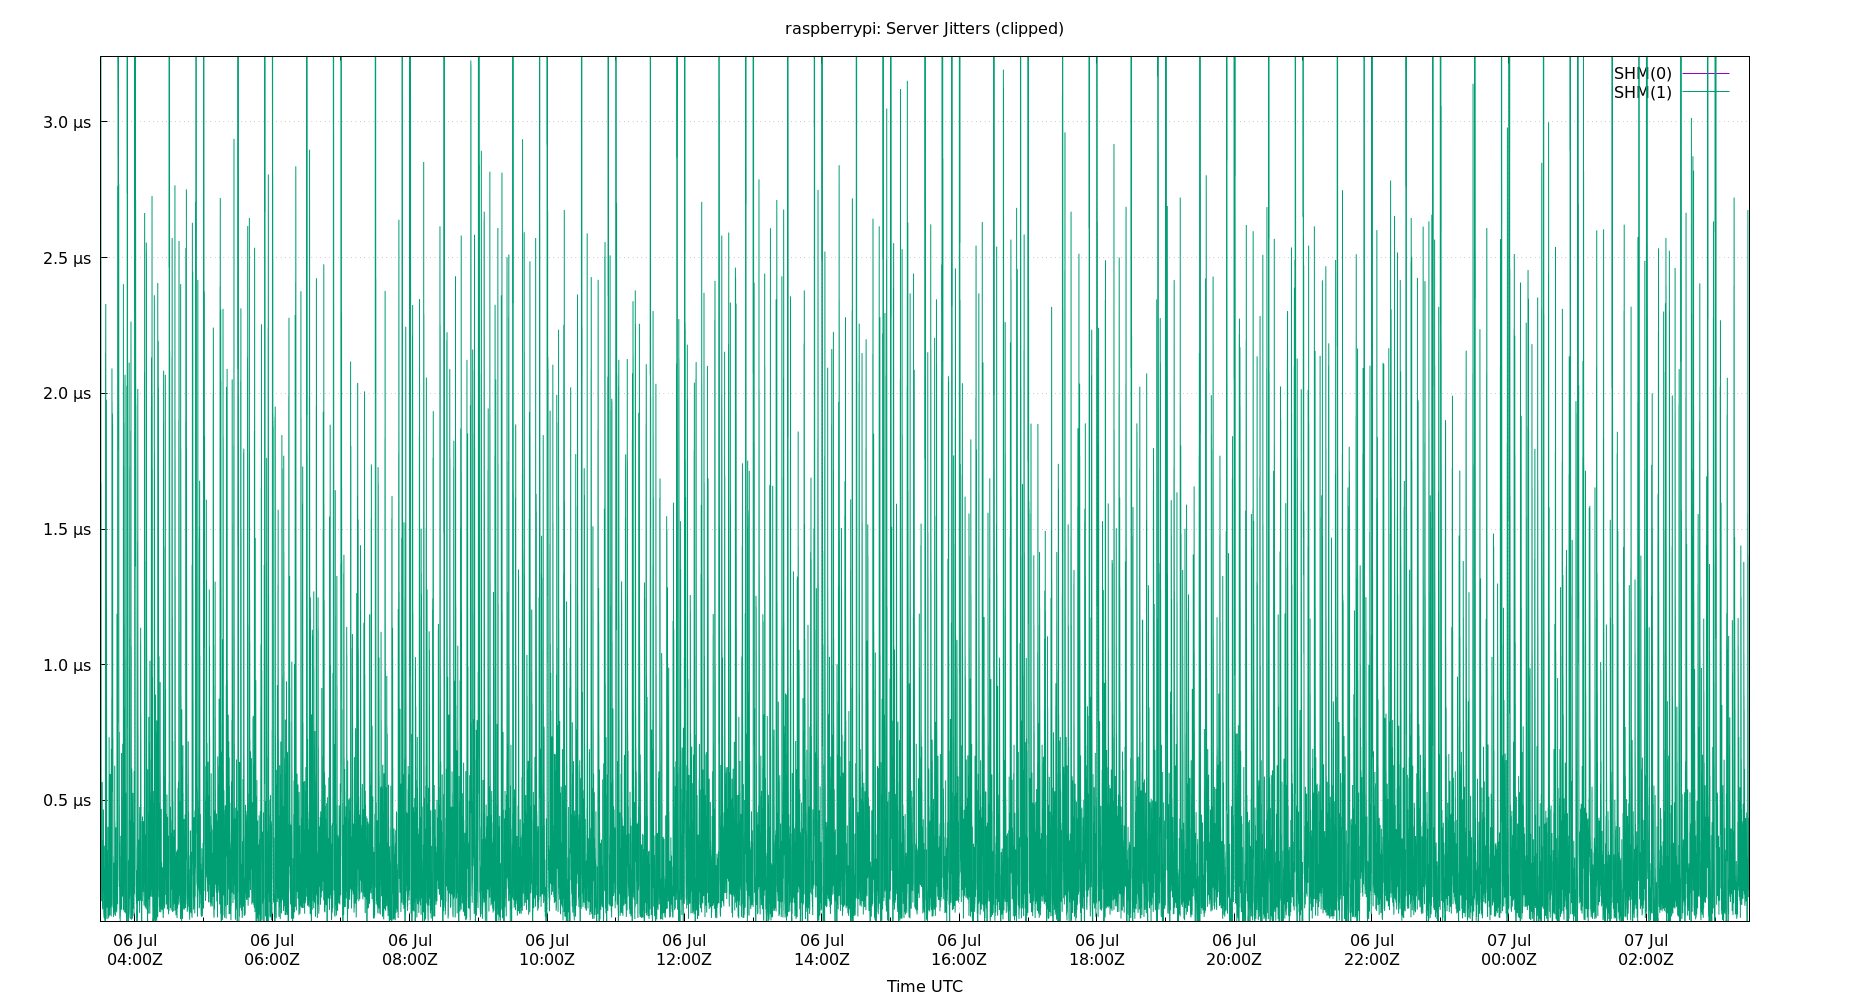 raspberrypi: Server Jitters (clipped)
SHM(0)
SHM(1)
3.0 µs
2.5 µs
2.0 µs
1.5 µs
1.0 µs
0.5 µs
06 Jul 06 Jul 06 Jul 06 Jul 06 Jul 06 Jul 06 Jul 06 Jul 06 Jul 06 Jul 07 Jul 07 Jul
04:00Z 06:00Z 08:00Z 10:00Z 12:00Z 14:00Z 16:00Z 18:00Z 20:00Z 22:00Z 00:00Z 02:00Z
Time UTC